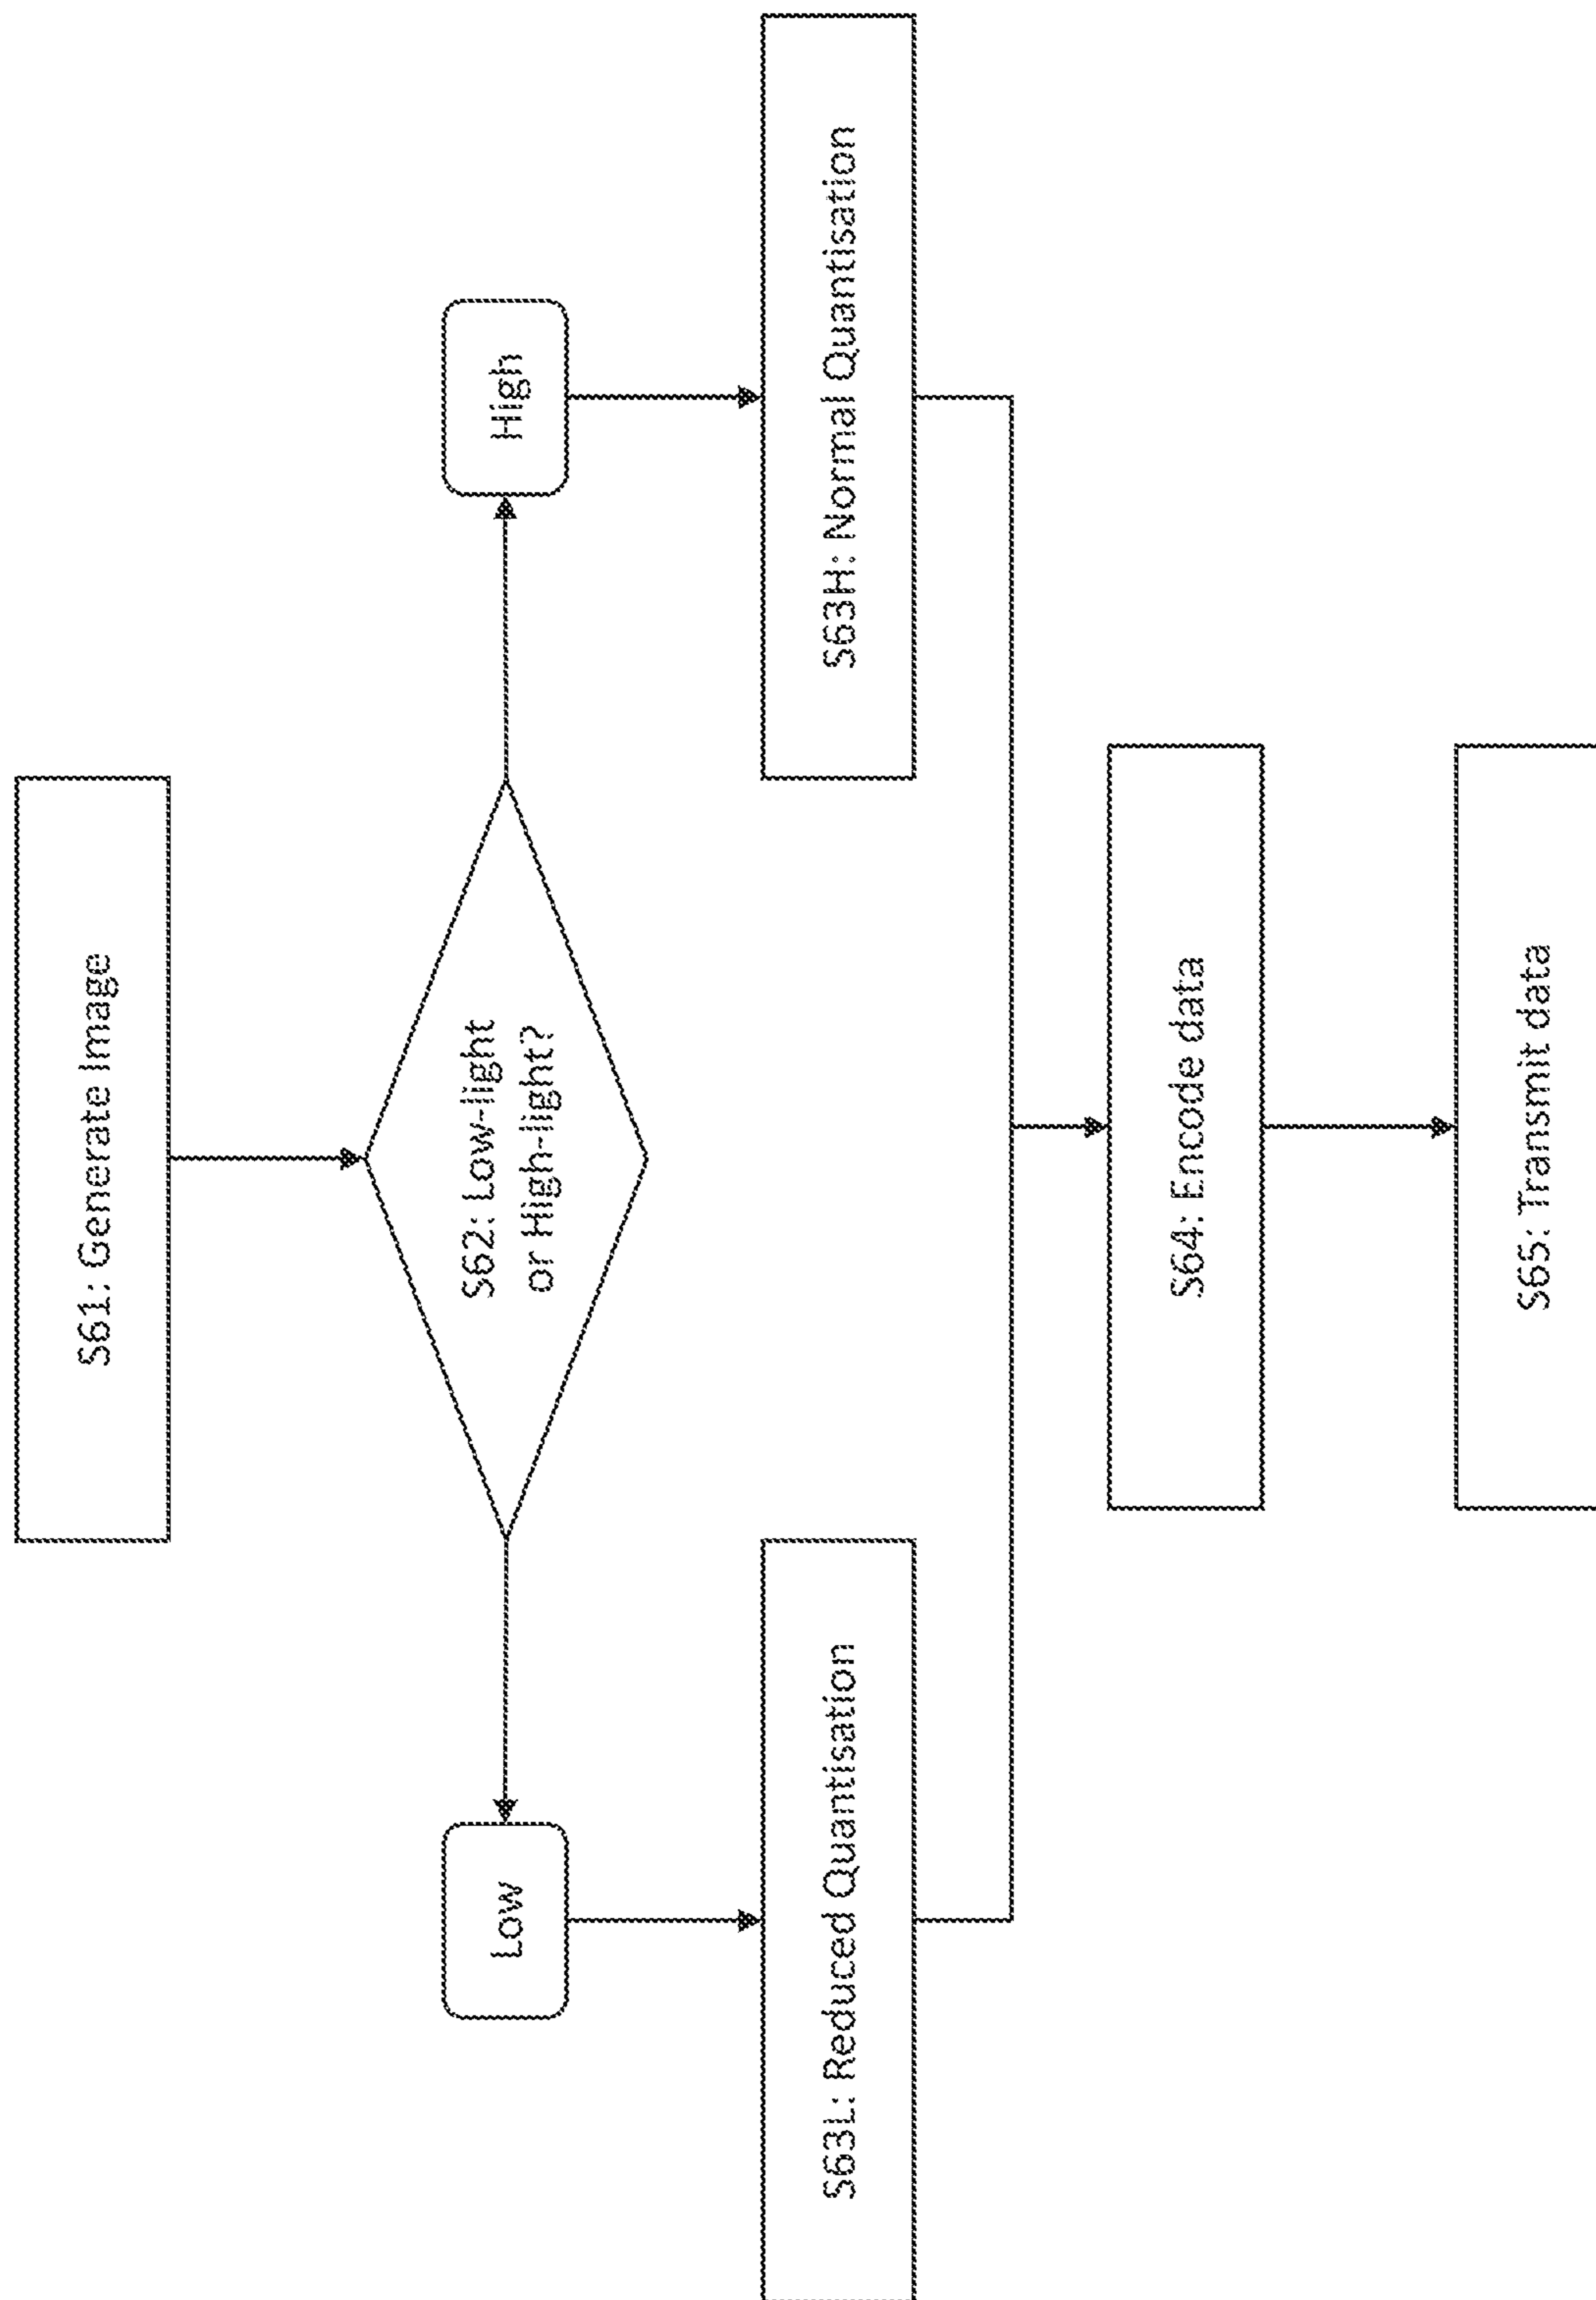 S61: Generate Image
S62: Low-light
or High-light?
Low
High
S63L: Reduced Quantisation
S63H: Normal Quantisation
S64: Encode data
S65: Transmit data